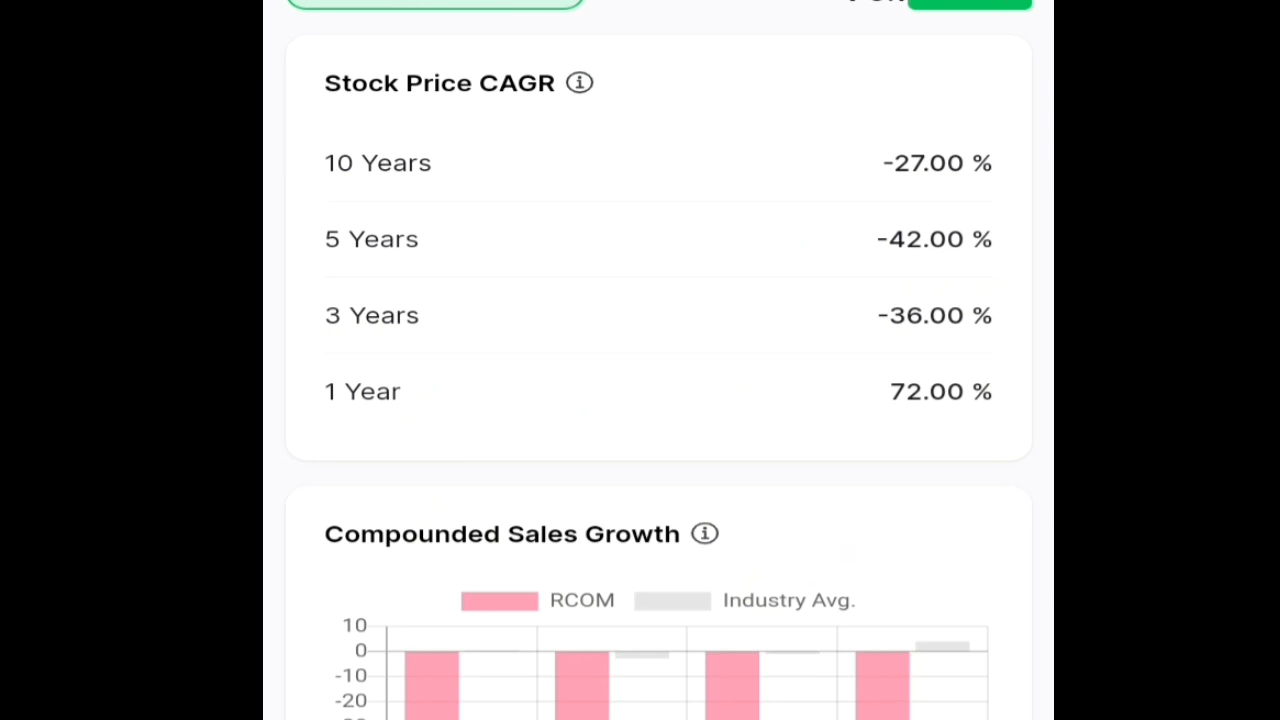 Stock Price CAGR
10 Years -27.00 %
5 Years -42.00 %
3 Years -36.00 %
1 Year 72.00 %
Compounded Sales Growth
RCOM Industry Avg.
10
0
-10
-20